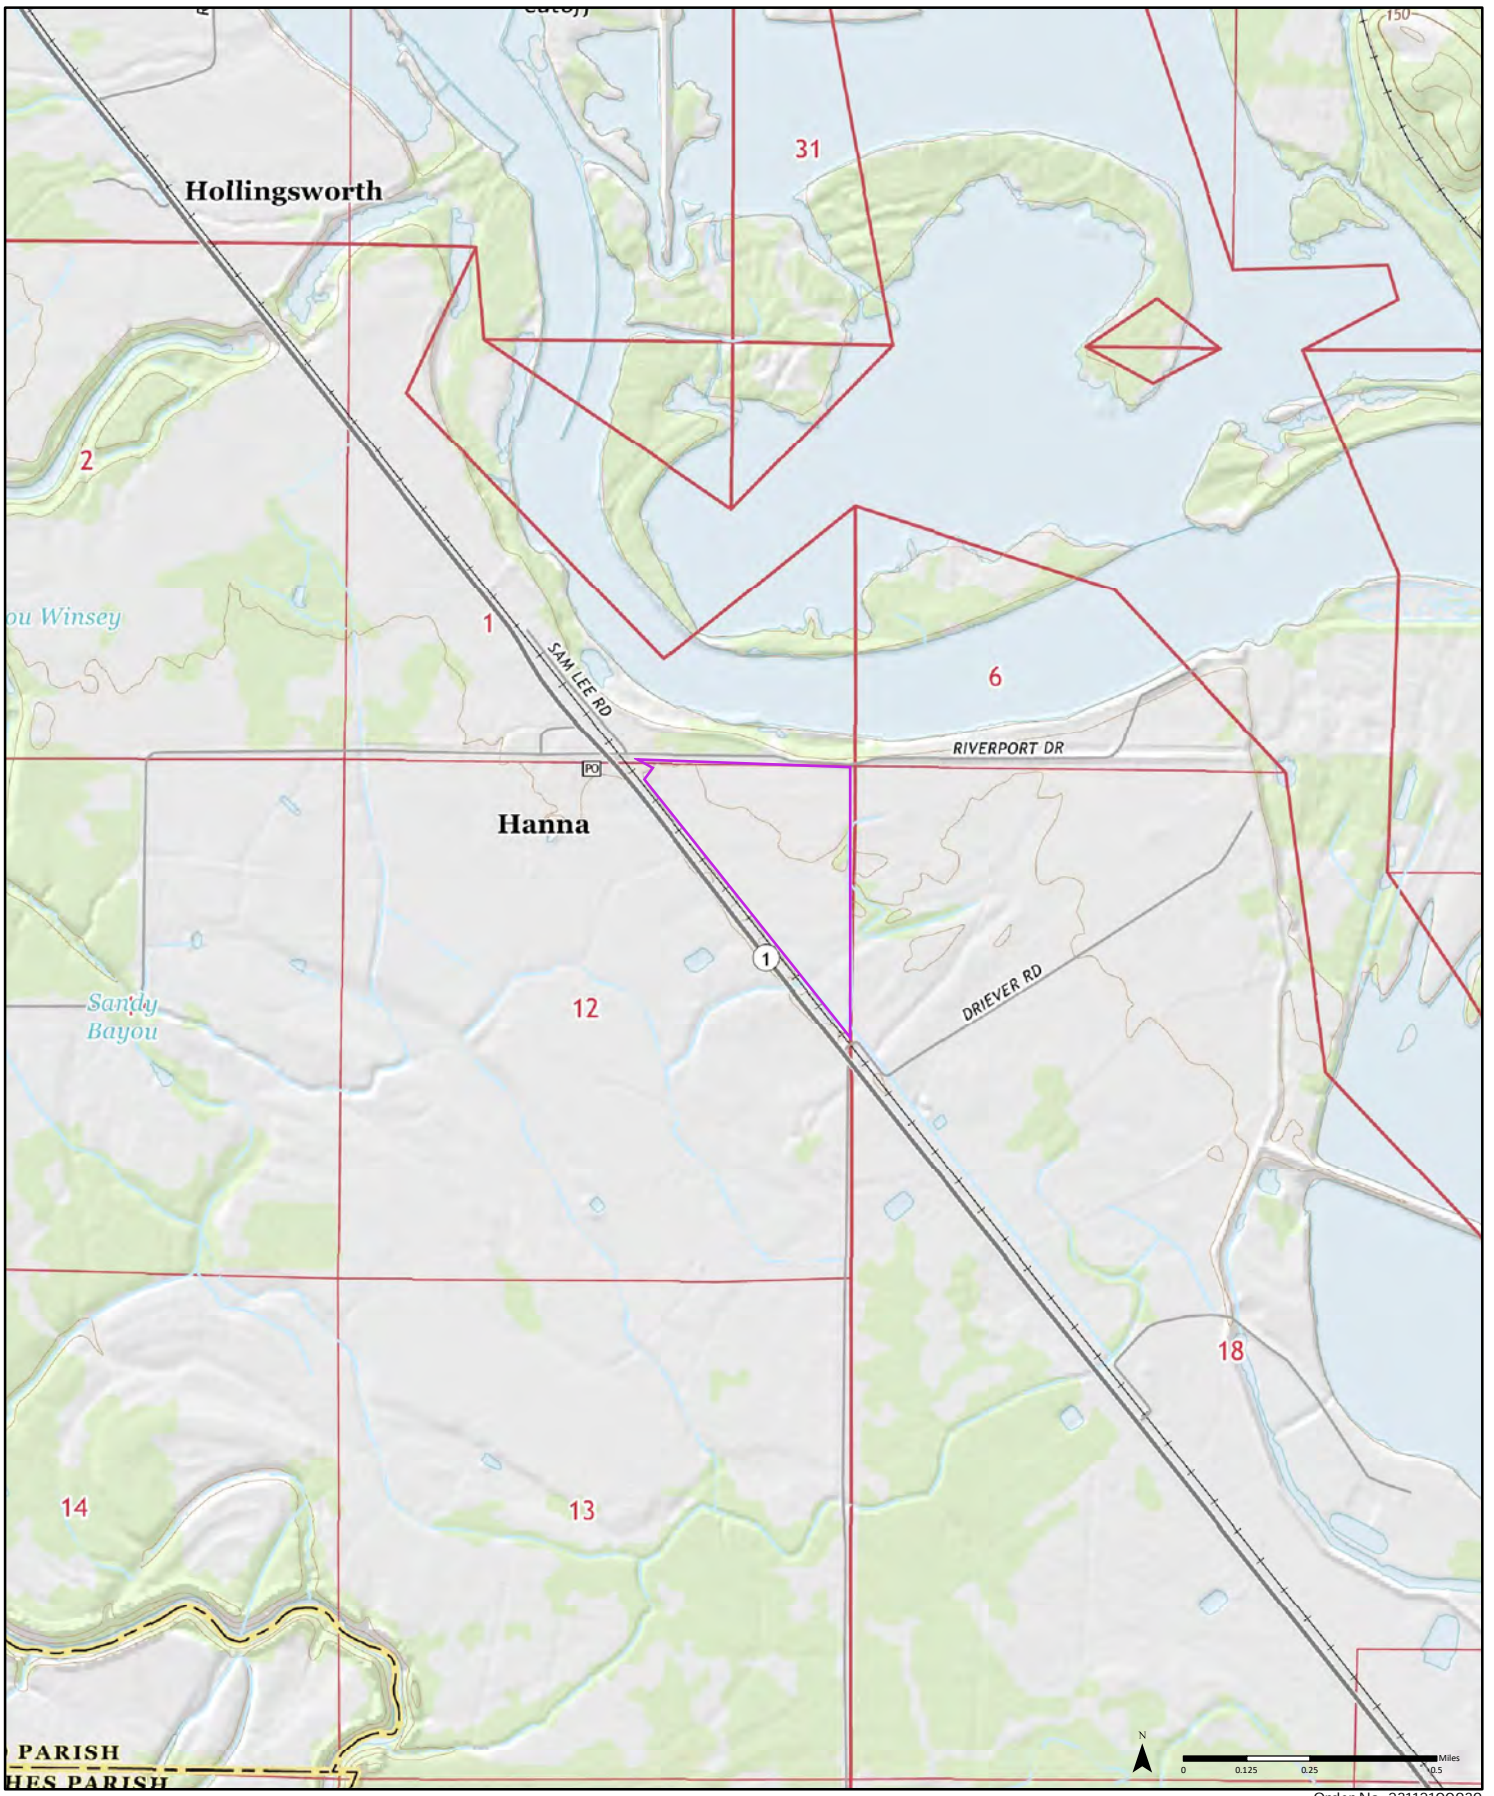 150
31
Hollingsworth
2
ou Winsey
1
SAM LEE RD
6
RIVERPORT DR
PO
Hanna
1
DRIEVER RD
Sandy
Bayou
12
18
14
13
N
PARISH
HES PARISH
Miles
0 0.125 0.25 0.5